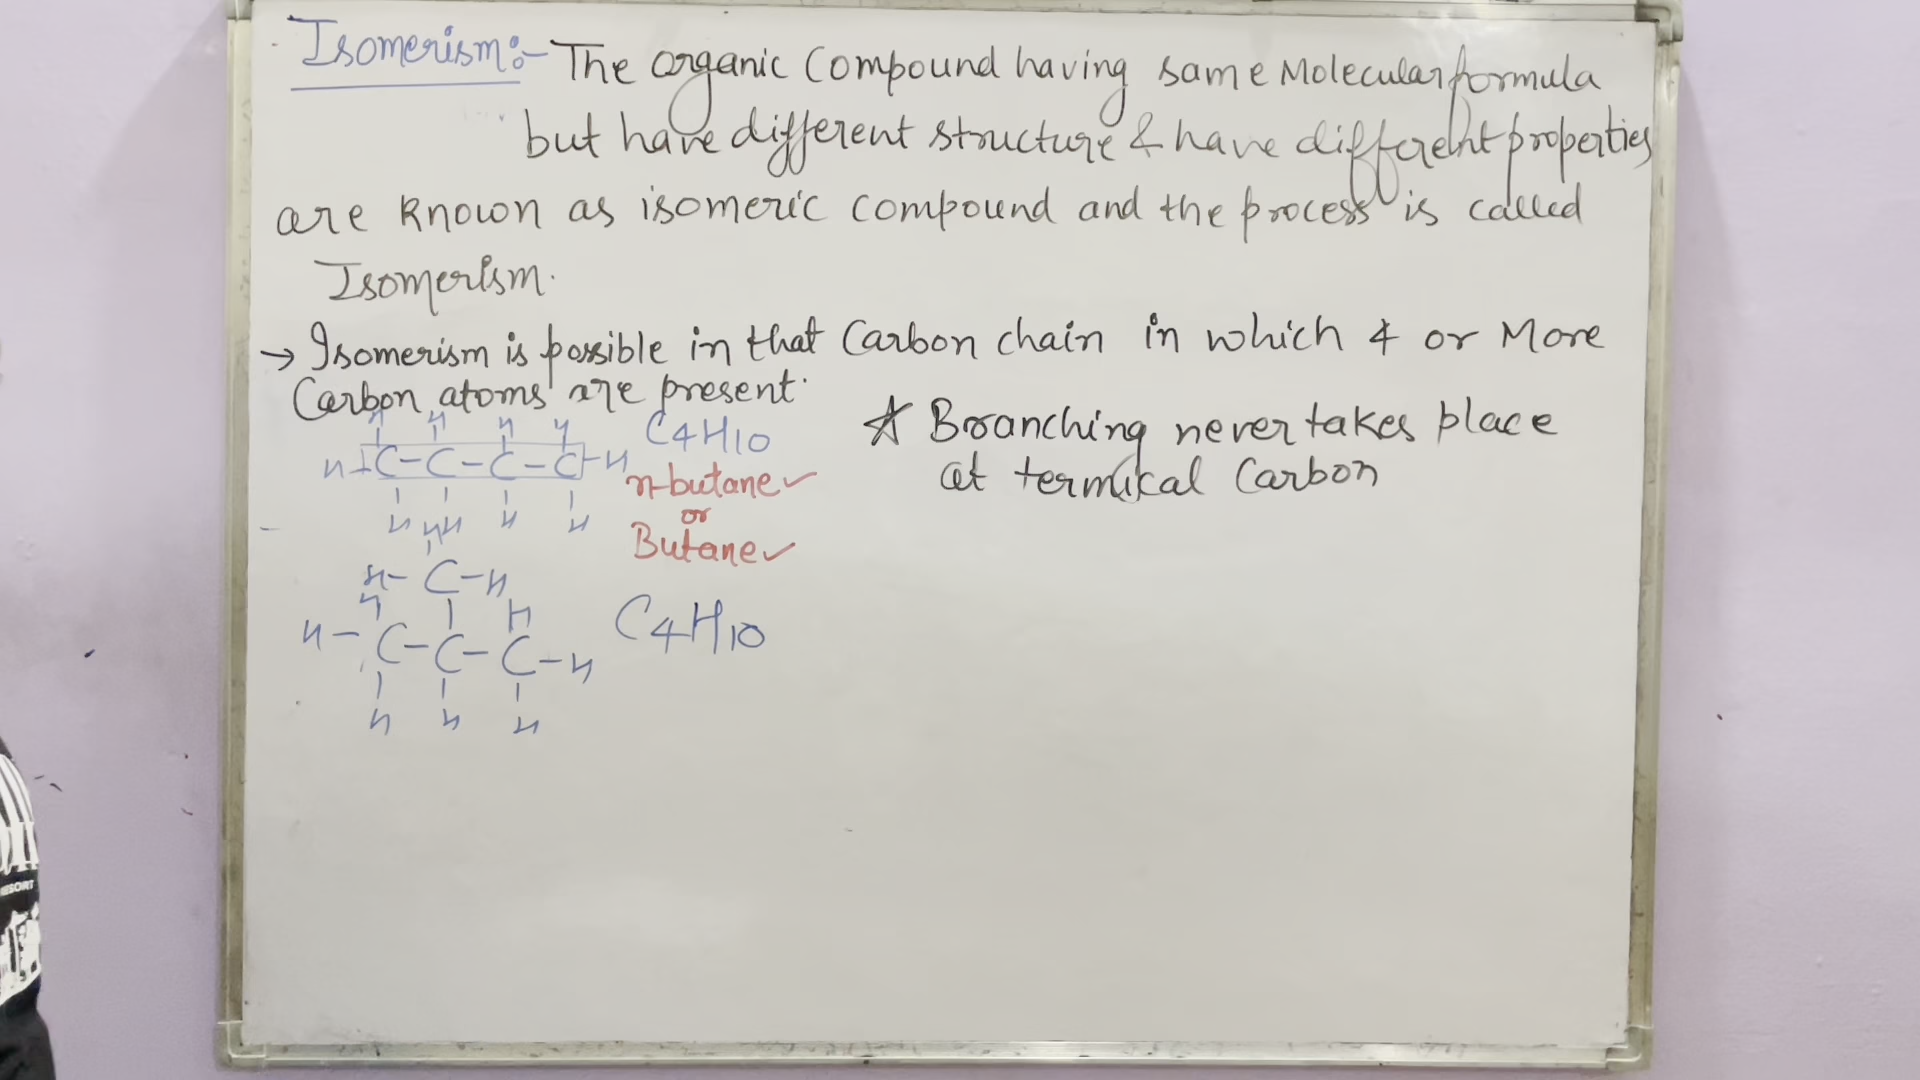 Isomerism:- The organic compound having same Molecular formula
but have different structure & have different properties
are known as isomeric compound and the process is called
Isomerism.
→ Isomerism is possible in that Carbon chain in which 4 or More
Carbon atoms are present.
H H H H
H-C-C-C-C-H
H H H H
C4H10
n-butane ✓
or
Butane ✓
H
H-C-H
H H
H-C-C-C-H
H H H
C4H10
☆ Branching never takes place
at termical Carbon
RESORT